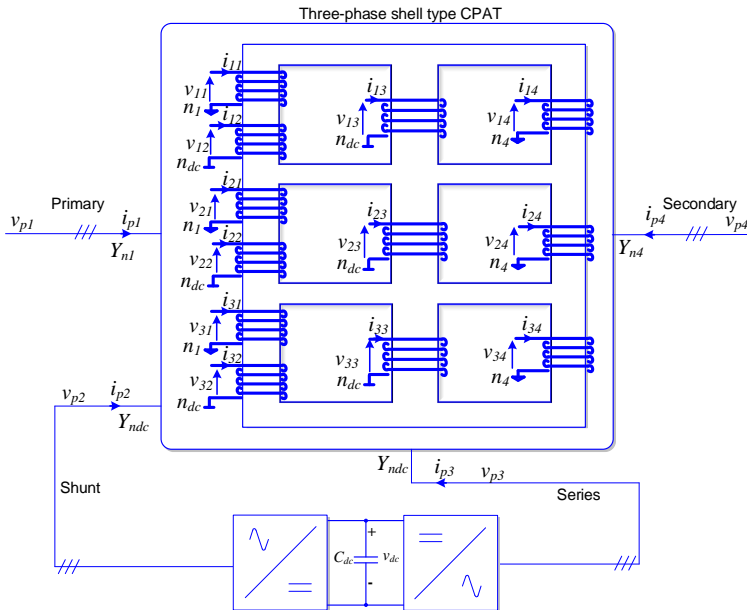 Three-phase shell type CPAT
i11
v11
n1
i12
v12
ndc
i13
v13
ndc
i14
v14
n4
i21
v21
n1
i22
v22
ndc
i23
v23
ndc
i24
v24
n4
i31
v31
n1
i32
v32
ndc
i33
v33
ndc
i34
v34
n4
Primary
vp1
ip1
Yn1
Secondary
ip4
vp4
Yn4
vp2
ip2
Yndc
Shunt
Yndc
ip3
vp3
Series
Cdc
+
-
vdc